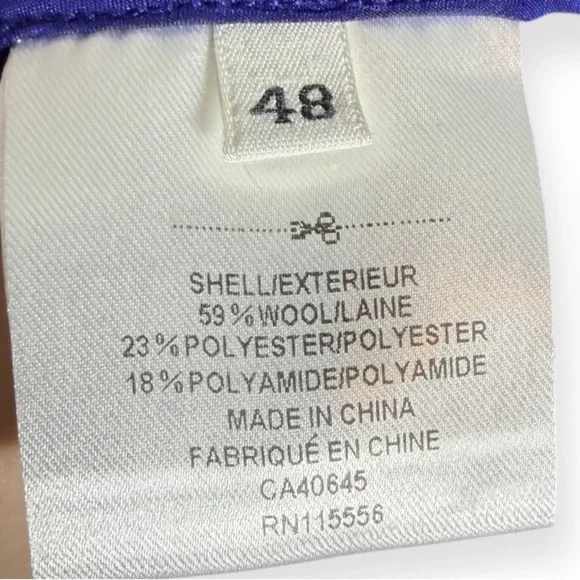 48
SHELL/EXTERIEUR
59%WOOL/LAINE
23%POLYESTER/POLYESTER
18%POLYAMIDE/POLYAMIDE
MADE IN CHINA
FABRIQUÉ EN CHINE
CA40645
RN115556